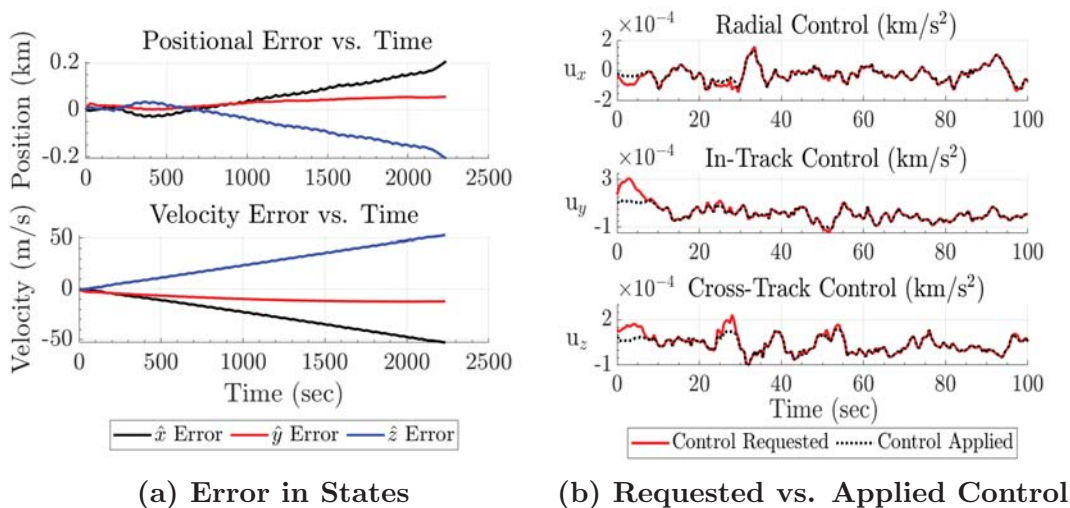 Positional Error vs. Time
Position (km)
0.2
0
-0.2
0 500 1000 1500 2000 2500
Velocity Error vs. Time
Velocity (m/s)
50
0
-50
0 500 1000 1500 2000 2500
Time (sec)
x̂ Error ŷ Error ẑ Error
(a) Error in States
×10⁻⁴
Radial Control (km/s²)
u_x
2
0
-2
0 20 40 60 80 100
×10⁻⁴
In-Track Control (km/s²)
u_y
3
-1
0 20 40 60 80 100
×10⁻⁴
Cross-Track Control (km/s²)
u_z
2
-1
0 20 40 60 80 100
Time (sec)
Control Requested Control Applied
(b) Requested vs. Applied Control